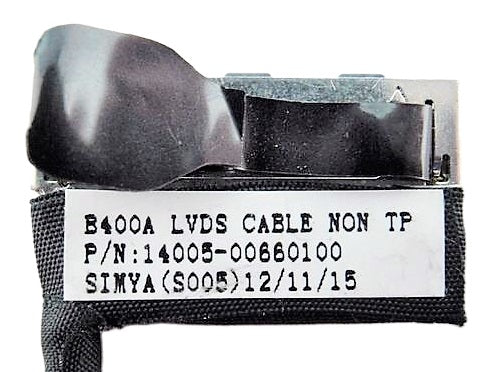 B400A LVDS CABLE NON TP
P/N:14005-00660100
SIMYA(S005)12/11/15